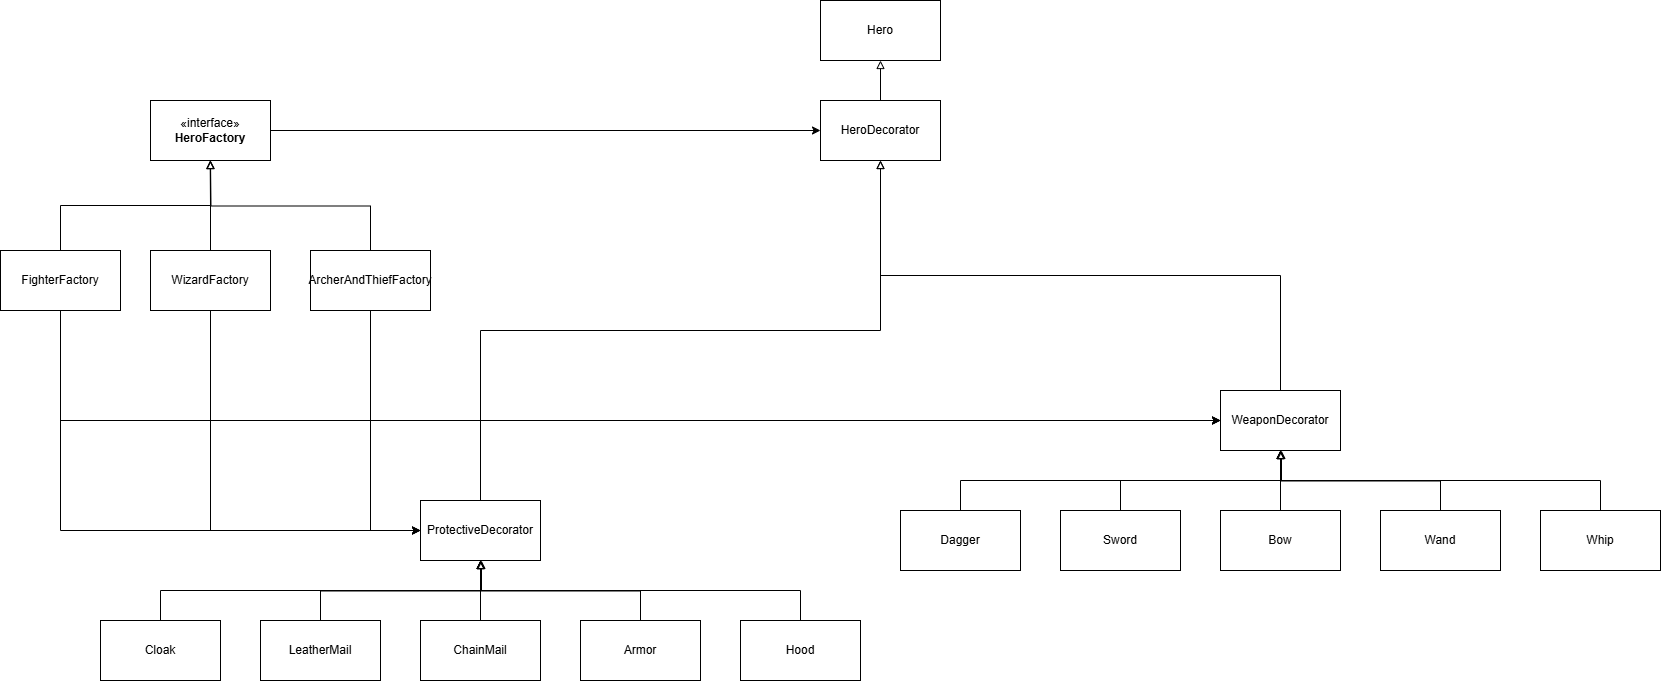 Hero
«interface»
HeroFactory
HeroDecorator
FighterFactory
WizardFactory
ArcherAndThiefFactory
WeaponDecorator
ProtectiveDecorator
Dagger
Sword
Bow
Wand
Whip
Cloak
LeatherMail
ChainMail
Armor
Hood